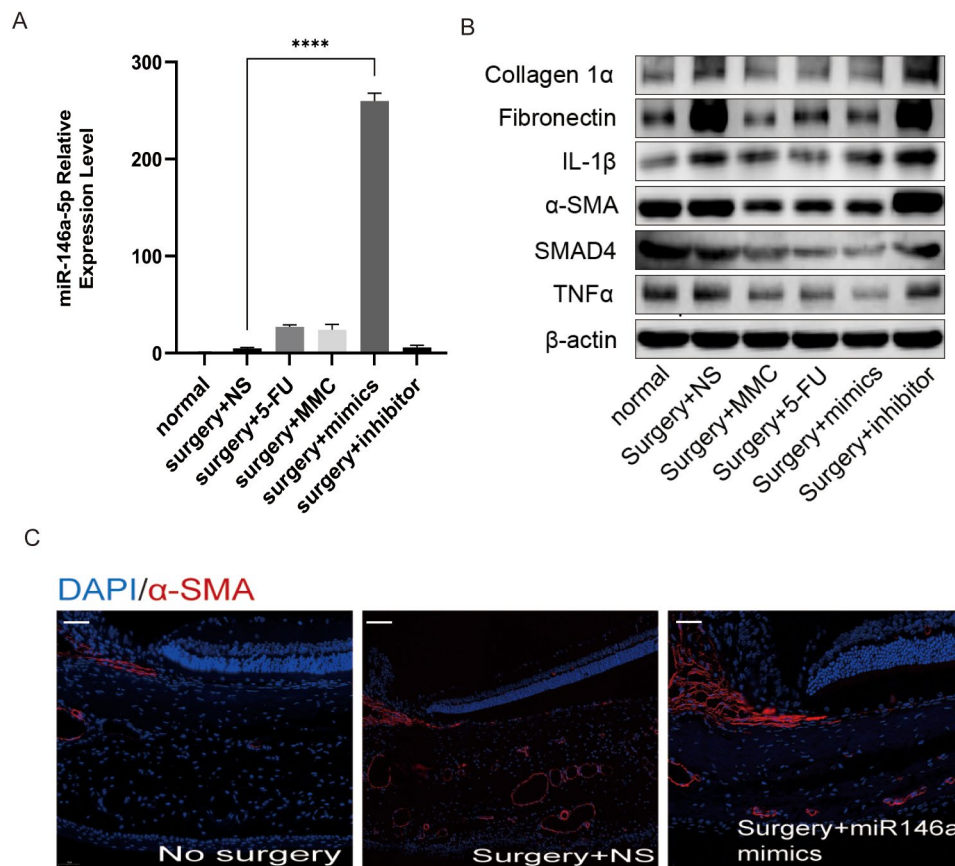 A
****
300
200
100
0
miR-146a-5p Relative
Expression Level
normal
surgery+NS
surgery+5-FU
surgery+MMC
surgery+mimics
surgery+inhibitor
B
Collagen 1α
Fibronectin
IL-1β
α-SMA
SMAD4
TNFα
β-actin
normal
Surgery+NS
Surgery+MMC
Surgery+5-FU
Surgery+mimics
Surgery+inhibitor
C
DAPI/α-SMA
No surgery
Surgery+NS
Surgery+miR146a
mimics